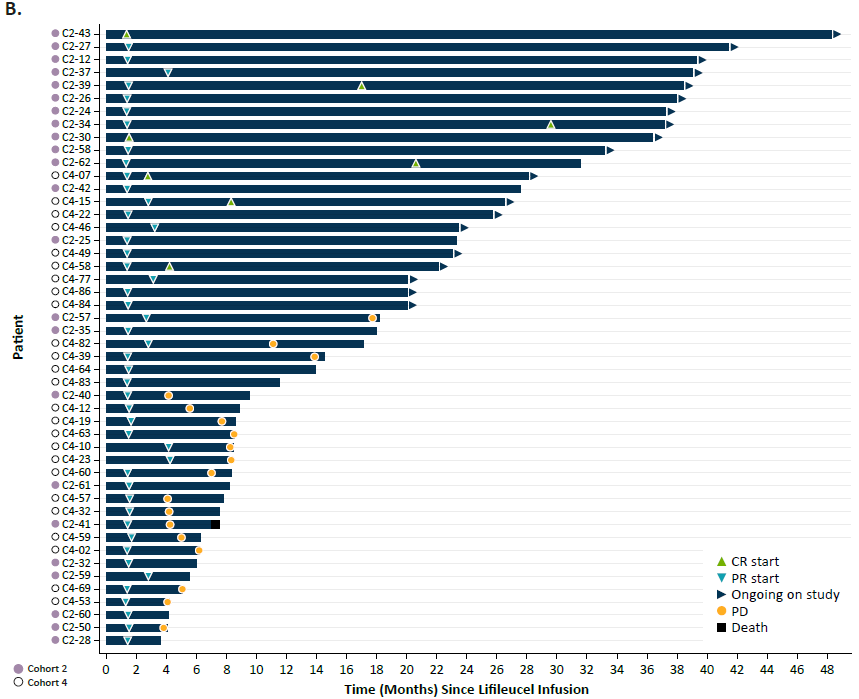 B.
C2-43
C2-27
C2-12
C2-37
C2-39
C2-26
C2-24
C2-34
C2-30
C2-58
C2-62
C4-07
C2-42
C4-15
C4-22
C4-46
C2-25
C4-49
C4-58
C4-77
C4-86
C4-84
C2-57
C2-35
C4-82
C4-39
C4-64
C4-83
C2-40
C4-12
C4-19
C4-63
C4-10
C4-23
C4-60
C2-61
C4-57
C4-32
C2-41
C4-59
C4-02
C2-32
C2-59
C4-69
C4-53
C2-60
C2-50
C2-28
Patient
CR start
PR start
Ongoing on study
PD
Death
Cohort 2
Cohort 4
0 2 4 6 8 10 12 14 16 18 20 22 24 26 28 30 32 34 36 38 40 42 44 46 48
Time (Months) Since Lifileucel Infusion